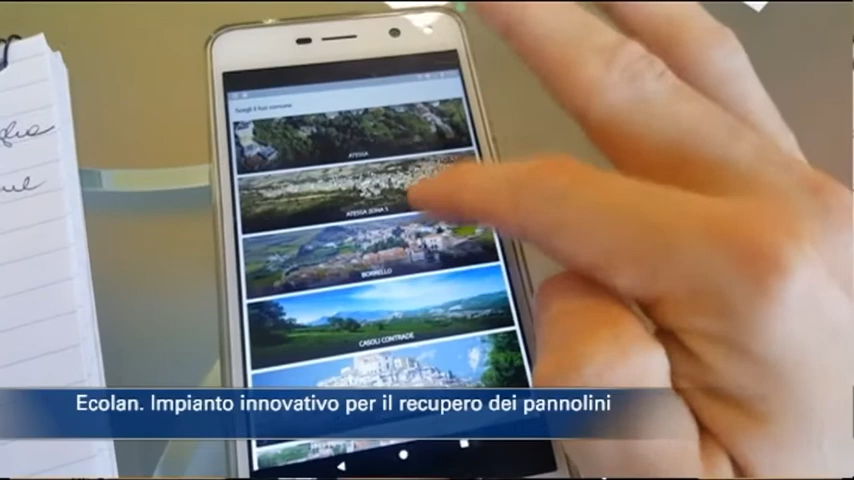 Scegli il tuo comune
ATESSA
ATESSA ZONA 1
BORRELLO
CASOLI CONTRADE
Ecolan. Impianto innovativo per il recupero dei pannolini